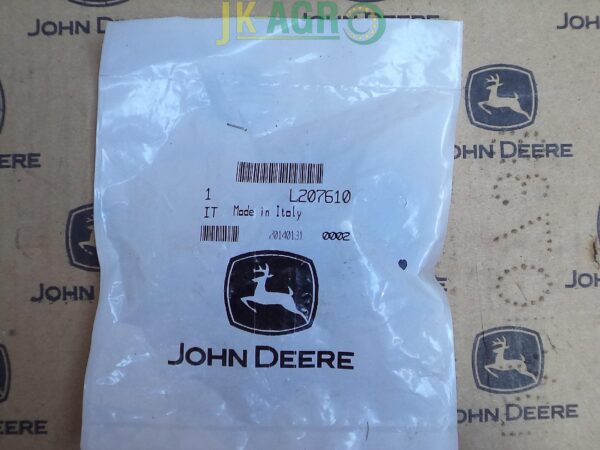 JK AGRO
JOHN DEERE
JOHN DEERE
1 L207610
IT Made in Italy
20140131 0002
JOHN DEERE
JOHN DEERE
JOHN
JOHN DEERE
JOHN DEERE